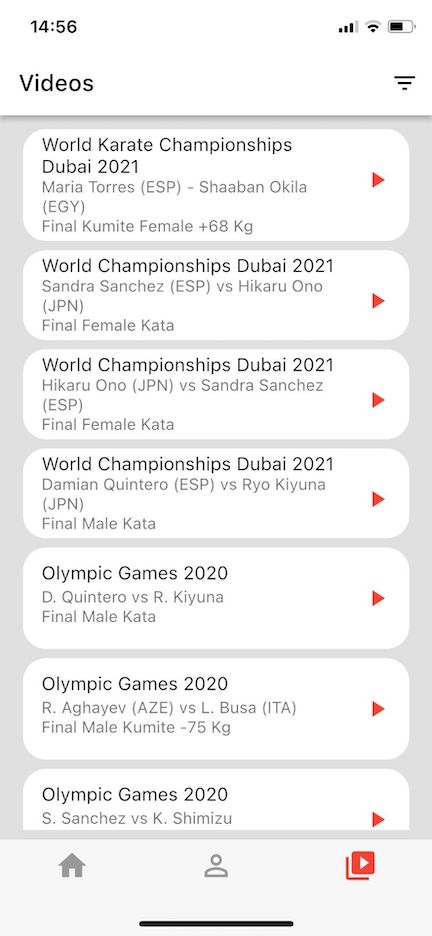 14:56
Videos
World Karate Championships
Dubai 2021
Maria Torres (ESP) - Shaaban Okila
(EGY)
Final Kumite Female +68 Kg
World Championships Dubai 2021
Sandra Sanchez (ESP) vs Hikaru Ono
(JPN)
Final Female Kata
World Championships Dubai 2021
Hikaru Ono (JPN) vs Sandra Sanchez
(ESP)
Final Female Kata
World Championships Dubai 2021
Damian Quintero (ESP) vs Ryo Kiyuna
(JPN)
Final Male Kata
Olympic Games 2020
D. Quintero vs R. Kiyuna
Final Male Kata
Olympic Games 2020
R. Aghayev (AZE) vs L. Busa (ITA)
Final Male Kumite -75 Kg
Olympic Games 2020
S. Sanchez vs K. Shimizu